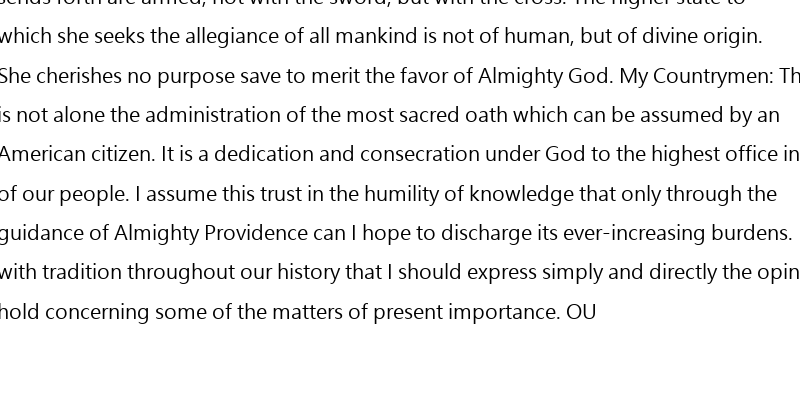 sends forth are armed, not with the sword, but with the cross. The higher state to
which she seeks the allegiance of all mankind is not of human, but of divine origin.
She cherishes no purpose save to merit the favor of Almighty God. My Countrymen: Th
is not alone the administration of the most sacred oath which can be assumed by an
American citizen. It is a dedication and consecration under God to the highest office in
of our people. I assume this trust in the humility of knowledge that only through the
guidance of Almighty Providence can I hope to discharge its ever-increasing burdens.
with tradition throughout our history that I should express simply and directly the opin
hold concerning some of the matters of present importance. OU